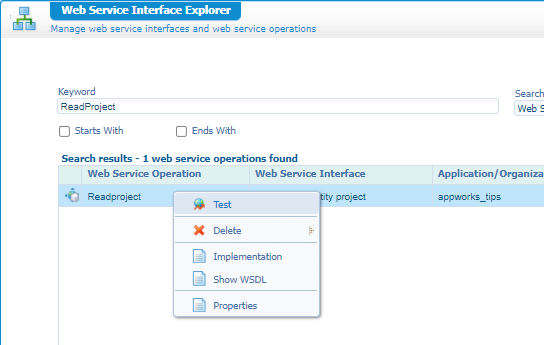 Web Service Interface Explorer
Manage web service interfaces and web service operations
Keyword
Search
ReadProject
Web S
Starts With
Ends With
Search results - 1 web service operations found
Web Service Operation
Web Service Interface
Application/Organiza
Readproject
tity project
appworks_tips
Test
Delete
Implementation
Show WSDL
Properties